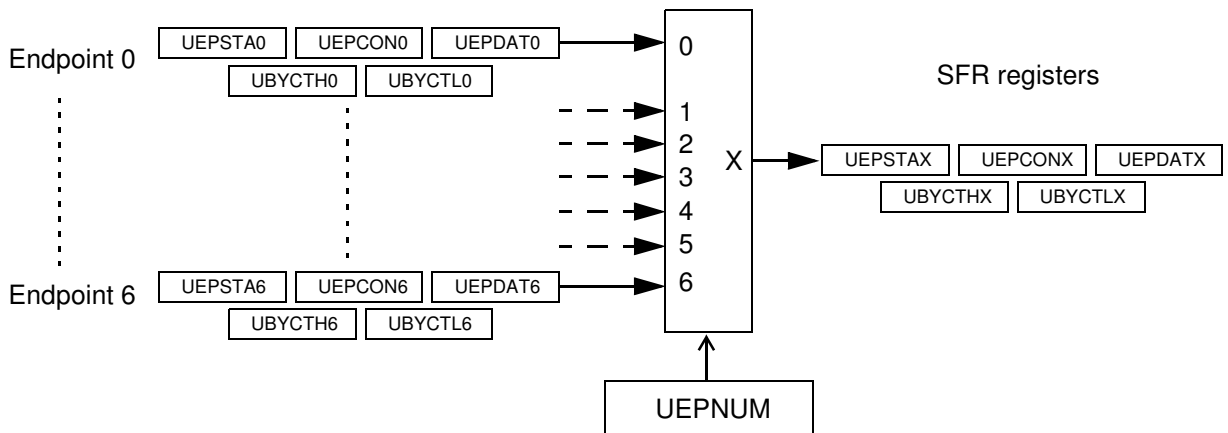 Endpoint 0
UEPSTA0 UEPCON0 UEPDAT0
UBYCTH0 UBYCTL0
0
1
2
3
4
5
6
X
SFR registers
UEPSTAX UEPCONX UEPDATX
UBYCTHX UBYCTLX
Endpoint 6
UEPSTA6 UEPCON6 UEPDAT6
UBYCTH6 UBYCTL6
UEPNUM